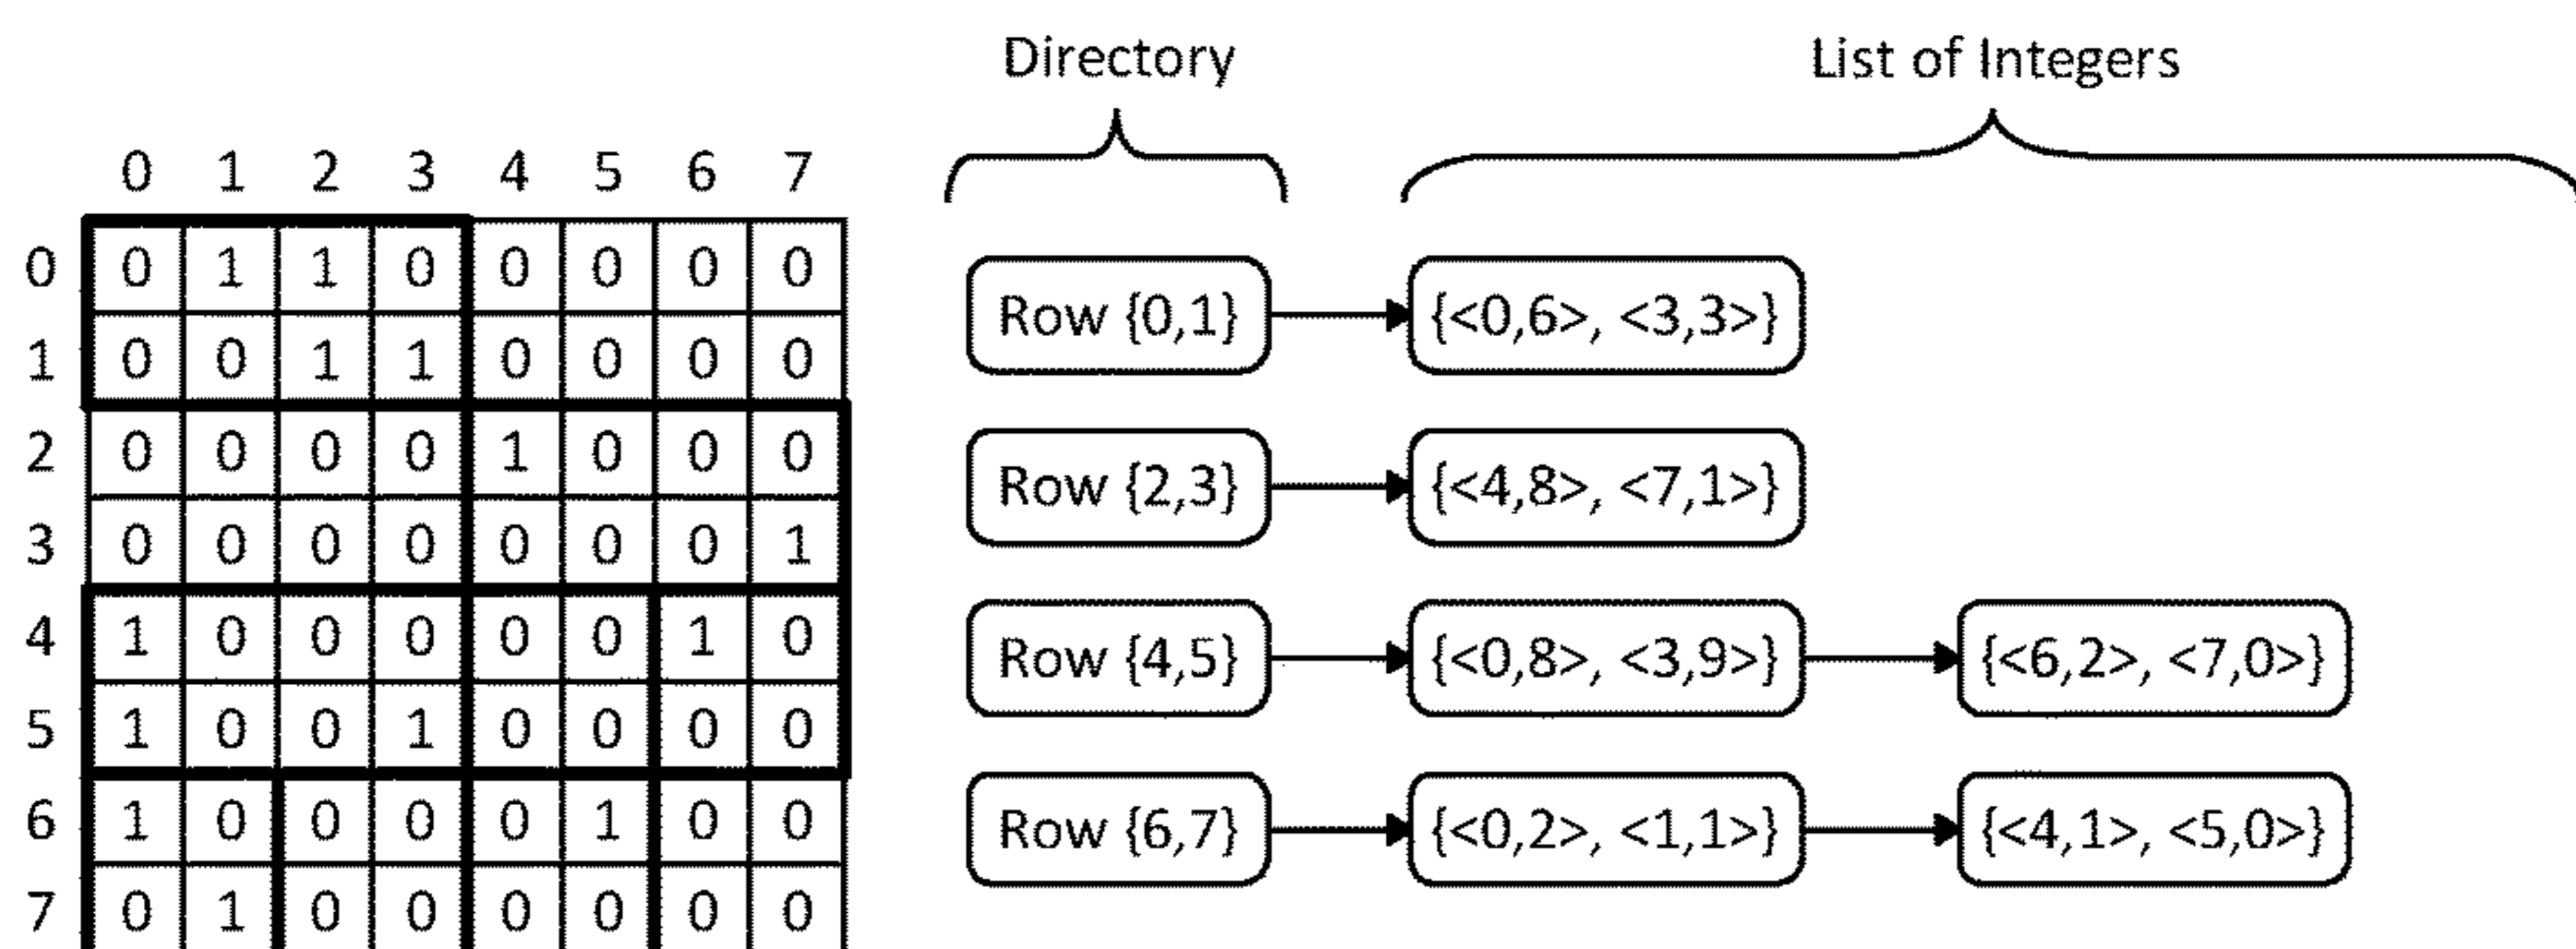 Directory List of Integers
0 1 2 3 4 5 6 7
0 0 1 1 0 0 0 0 0
1 0 0 1 1 0 0 0 0
2 0 0 0 0 1 0 0 0
3 0 0 0 0 0 0 0 1
4 1 0 0 0 0 0 1 0
5 1 0 0 1 0 0 0 0
6 1 0 0 0 0 1 0 0
7 0 1 0 0 0 0 0 0
Row {0,1} {<0,6>, <3,3>}
Row {2,3} {<4,8>, <7,1>}
Row {4,5} {<0,8>, <3,9>} {<6,2>, <7,0>}
Row {6,7} {<0,2>, <1,1>} {<4,1>, <5,0>}